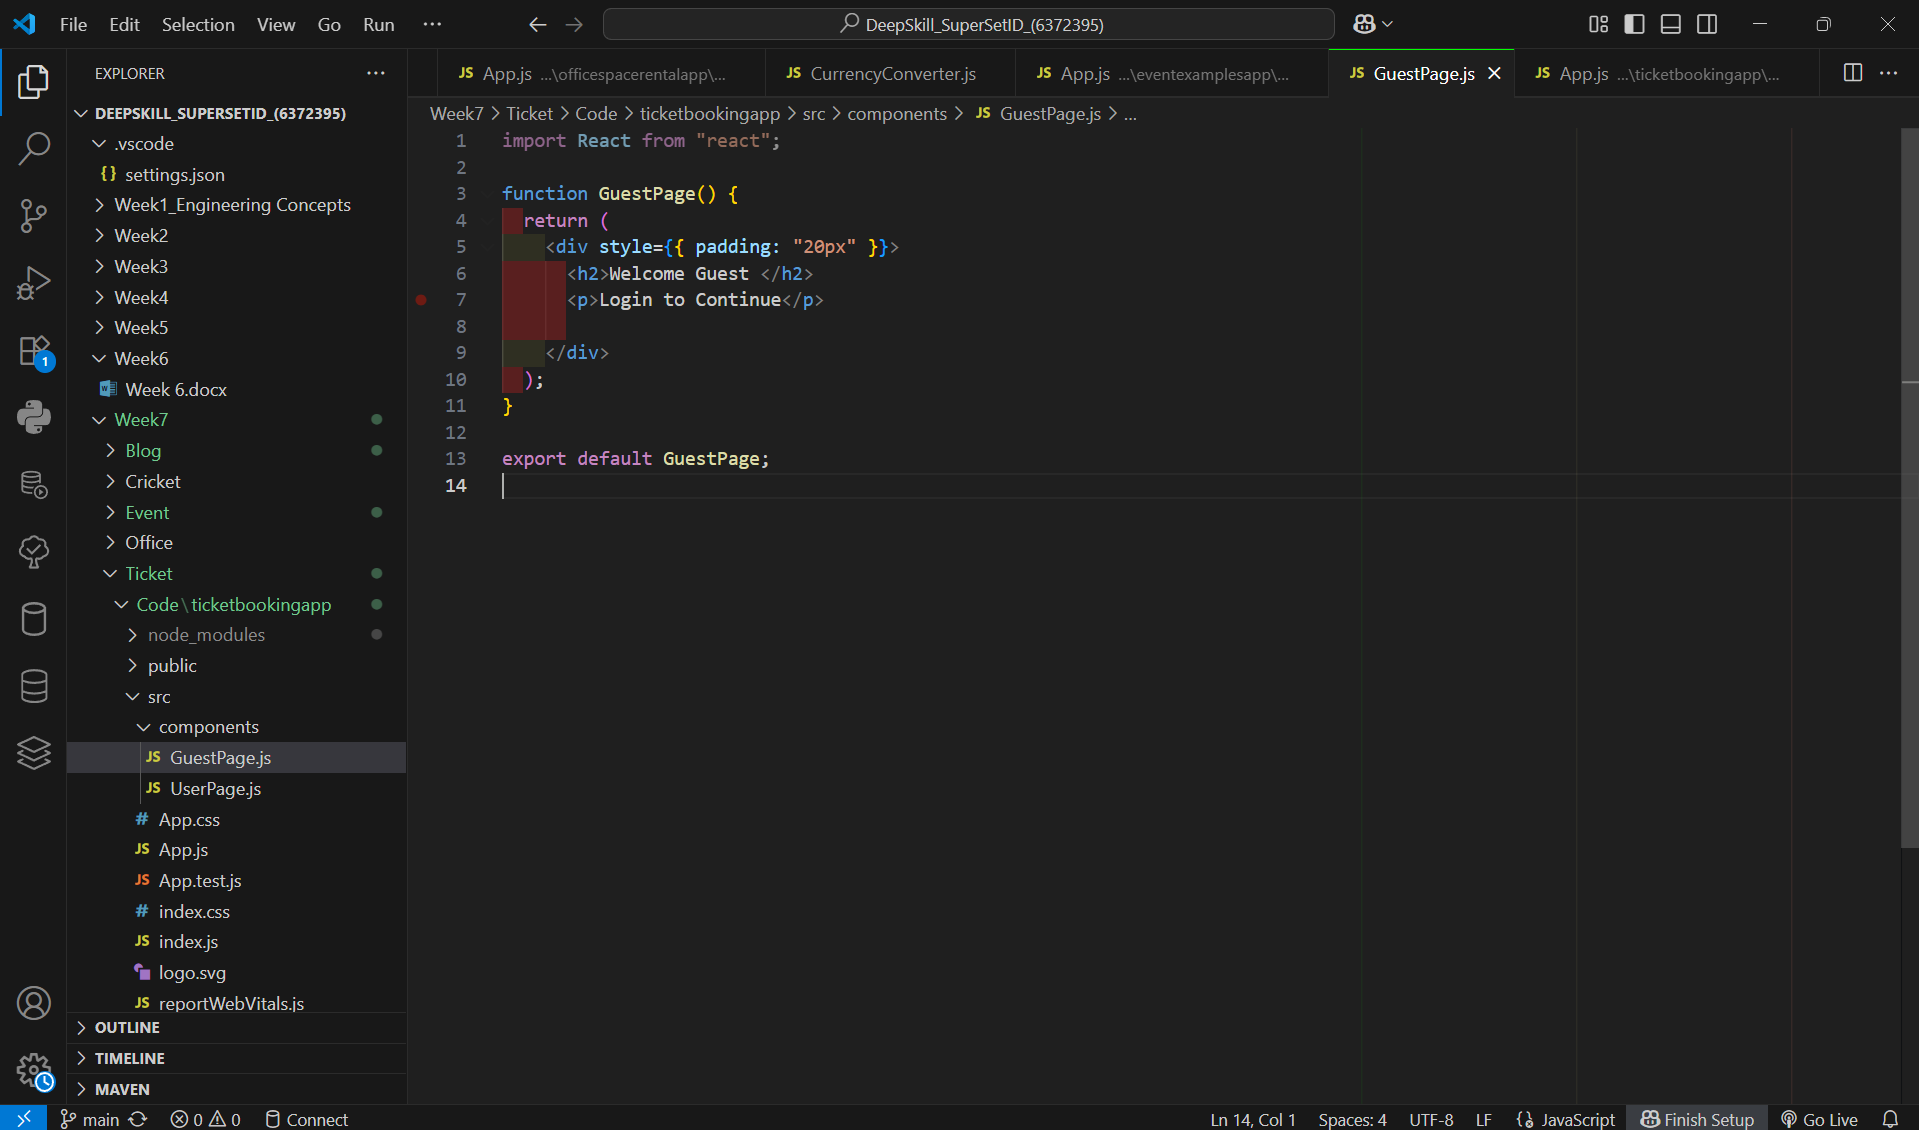 File Edit Selection View Go Run ··· DeepSkill_SuperSetID_(6372395)
EXPLORER ···
DEEPSKILL_SUPERSETID_(6372395)
.vscode
{} settings.json
Week1_Engineering Concepts
Week2
Week3
Week4
Week5
Week6
Week 6.docx
Week7
Blog
Cricket
Event
Office
Ticket
Code\ticketbookingapp
node_modules
public
src
components
JS GuestPage.js
JS UserPage.js
# App.css
JS App.js
JS App.test.js
# index.css
JS index.js
logo.svg
JS reportWebVitals.js
OUTLINE
TIMELINE
MAVEN
1
JS App.js ...\officespacerentalapp\... JS CurrencyConverter.js JS App.js ...\eventexamplesapp\... JS GuestPage.js JS App.js ...\ticketbookingapp\... ···
Week7 > Ticket > Code > ticketbookingapp > src > components > JS GuestPage.js > ...
1 import React from "react";
2
3 function GuestPage() {
4 return (
5 <div style={{ padding: "20px" }}>
6 <h2>Welcome Guest </h2>
7 <p>Login to Continue</p>
8
9 </div>
10 );
11 }
12
13 export default GuestPage;
14
main 0 0 Connect Ln 14, Col 1 Spaces: 4 UTF-8 LF {} JavaScript Finish Setup Go Live